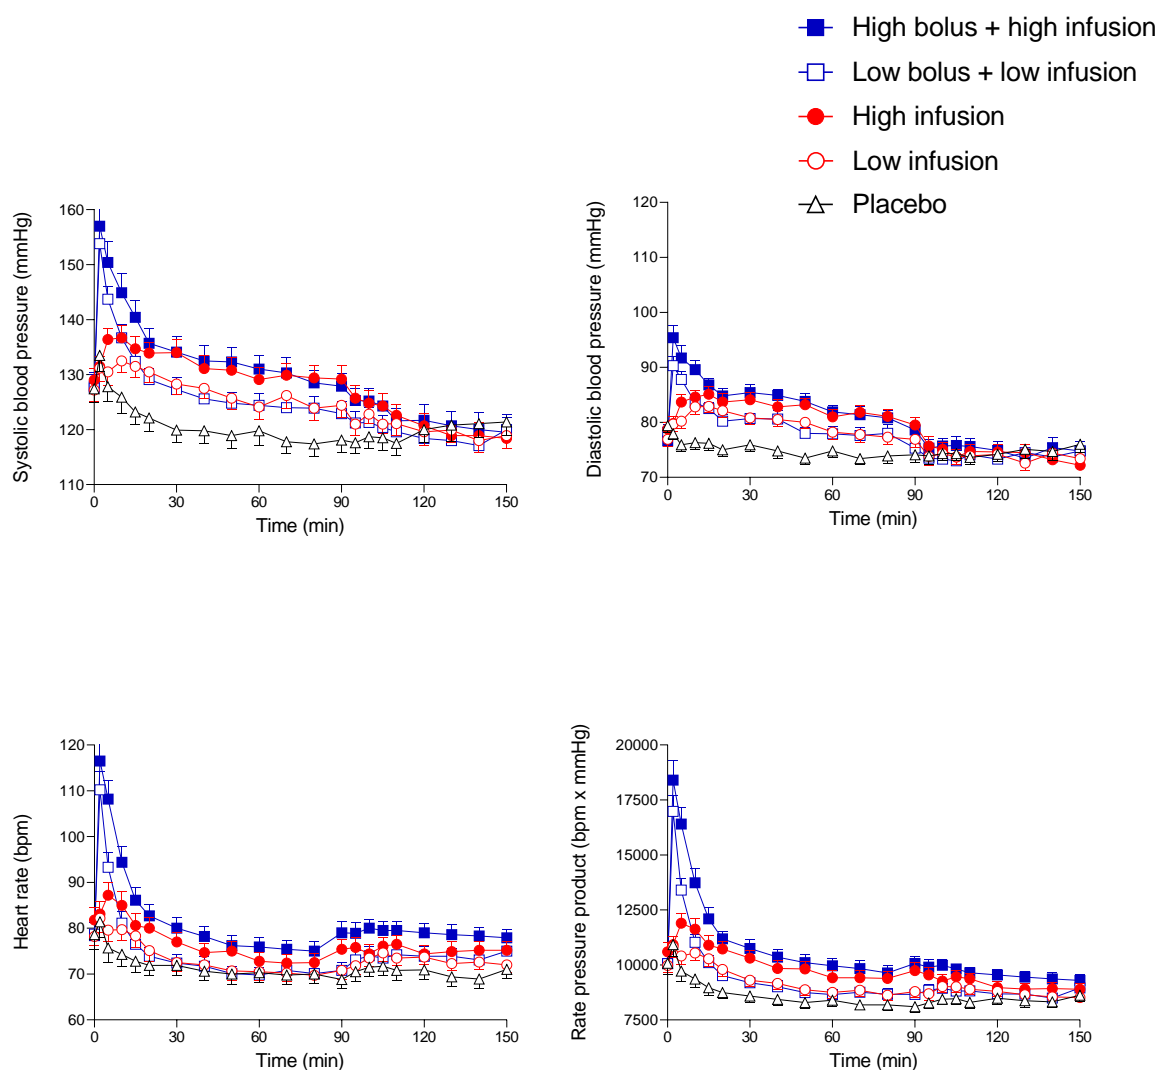 High bolus + high infusion
Low bolus + low infusion
High infusion
Low infusion
Placebo
Systolic blood pressure (mmHg)
160
150
140
130
120
110
0 30 60 90 120 150
Time (min)
Diastolic blood pressure (mmHg)
120
110
100
90
80
70
0 30 60 90 120 150
Time (min)
Heart rate (bpm)
120
110
100
90
80
70
60
0 30 60 90 120 150
Time (min)
Rate pressure product (bpm x mmHg)
20000
17500
15000
12500
10000
7500
0 30 60 90 120 150
Time (min)